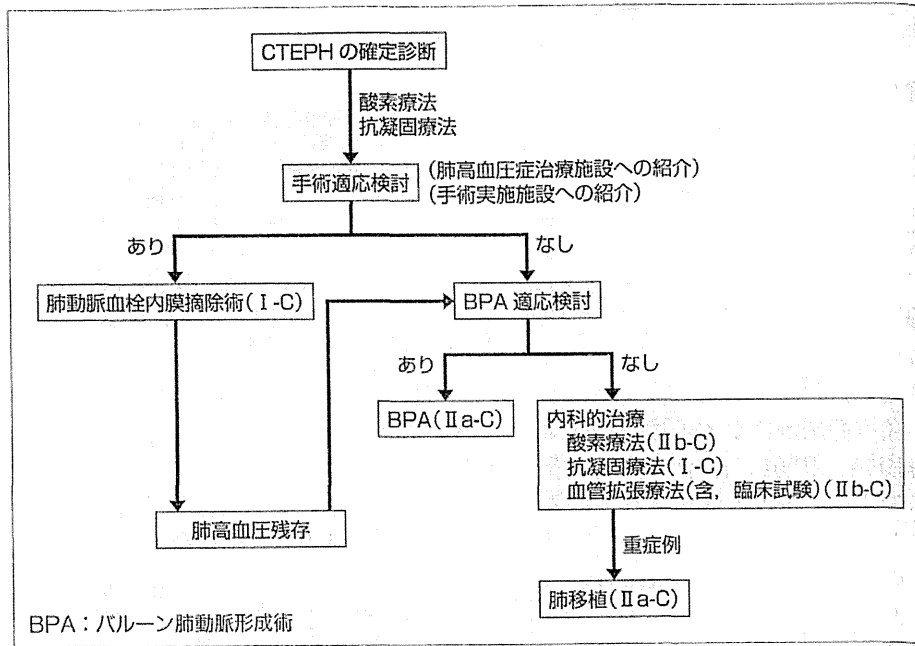 CTEPH の確定診断
酸素療法
抗凝固療法
手術適応検討
(肺高血圧症治療施設への紹介)
(手術実施施設への紹介)
あり
なし
肺動脈血栓内膜摘除術(Ⅰ-C)
BPA 適応検討
あり
なし
BPA(Ⅱa-C)
内科的治療
酸素療法(Ⅱb-C)
抗凝固療法(Ⅰ-C)
血管拡張療法(含,臨床試験)(Ⅱb-C)
肺高血圧残存
重症例
肺移植(Ⅱa-C)
BPA:バルーン肺動脈形成術